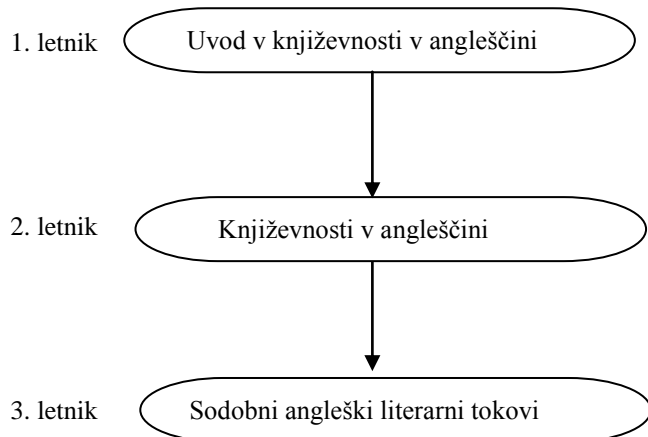 1. letnik Uvod v književnosti v angleščini
2. letnik Književnosti v angleščini
3. letnik Sodobni angleški literarni tokovi